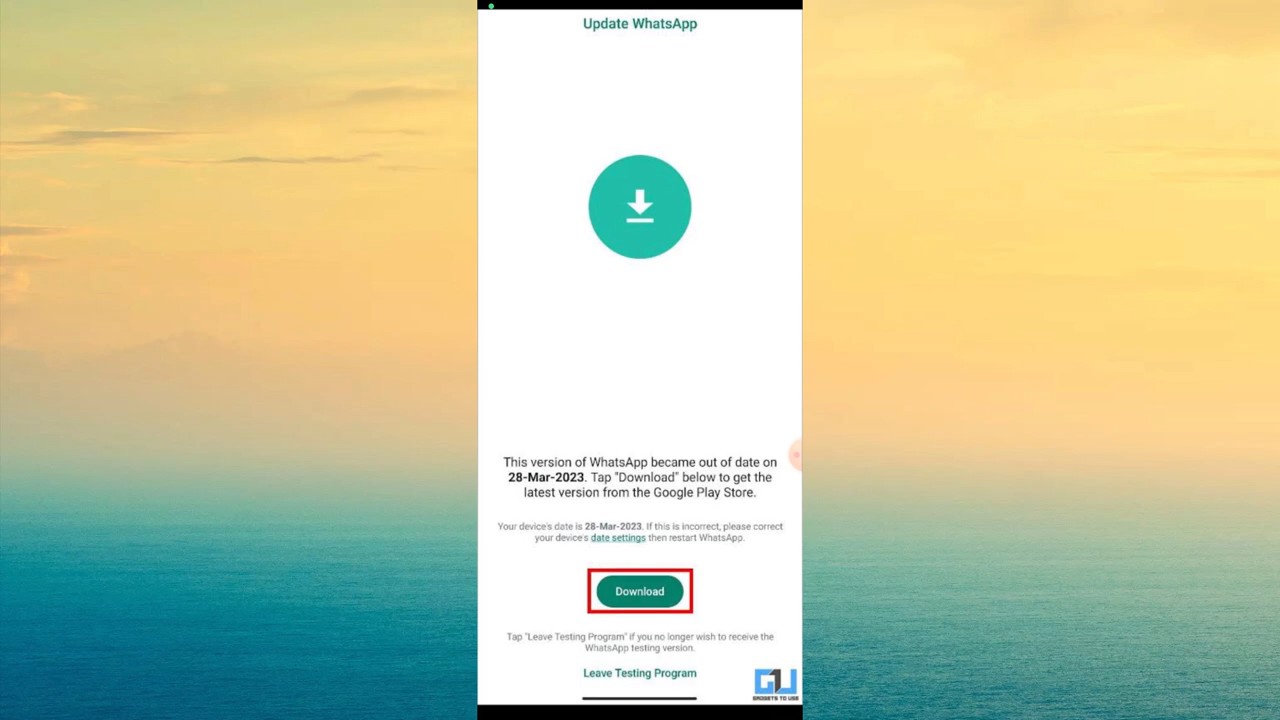 Update WhatsApp
This version of WhatsApp became out of date on
28-Mar-2023. Tap "Download" below to get the
latest version from the Google Play Store.
Your device's date is 28-Mar-2023. If this is incorrect, please correct
your device's date settings then restart WhatsApp.
Download
Tap "Leave Testing Program" if you no longer wish to receive the
WhatsApp testing version.
Leave Testing Program
GADGETS TO USE